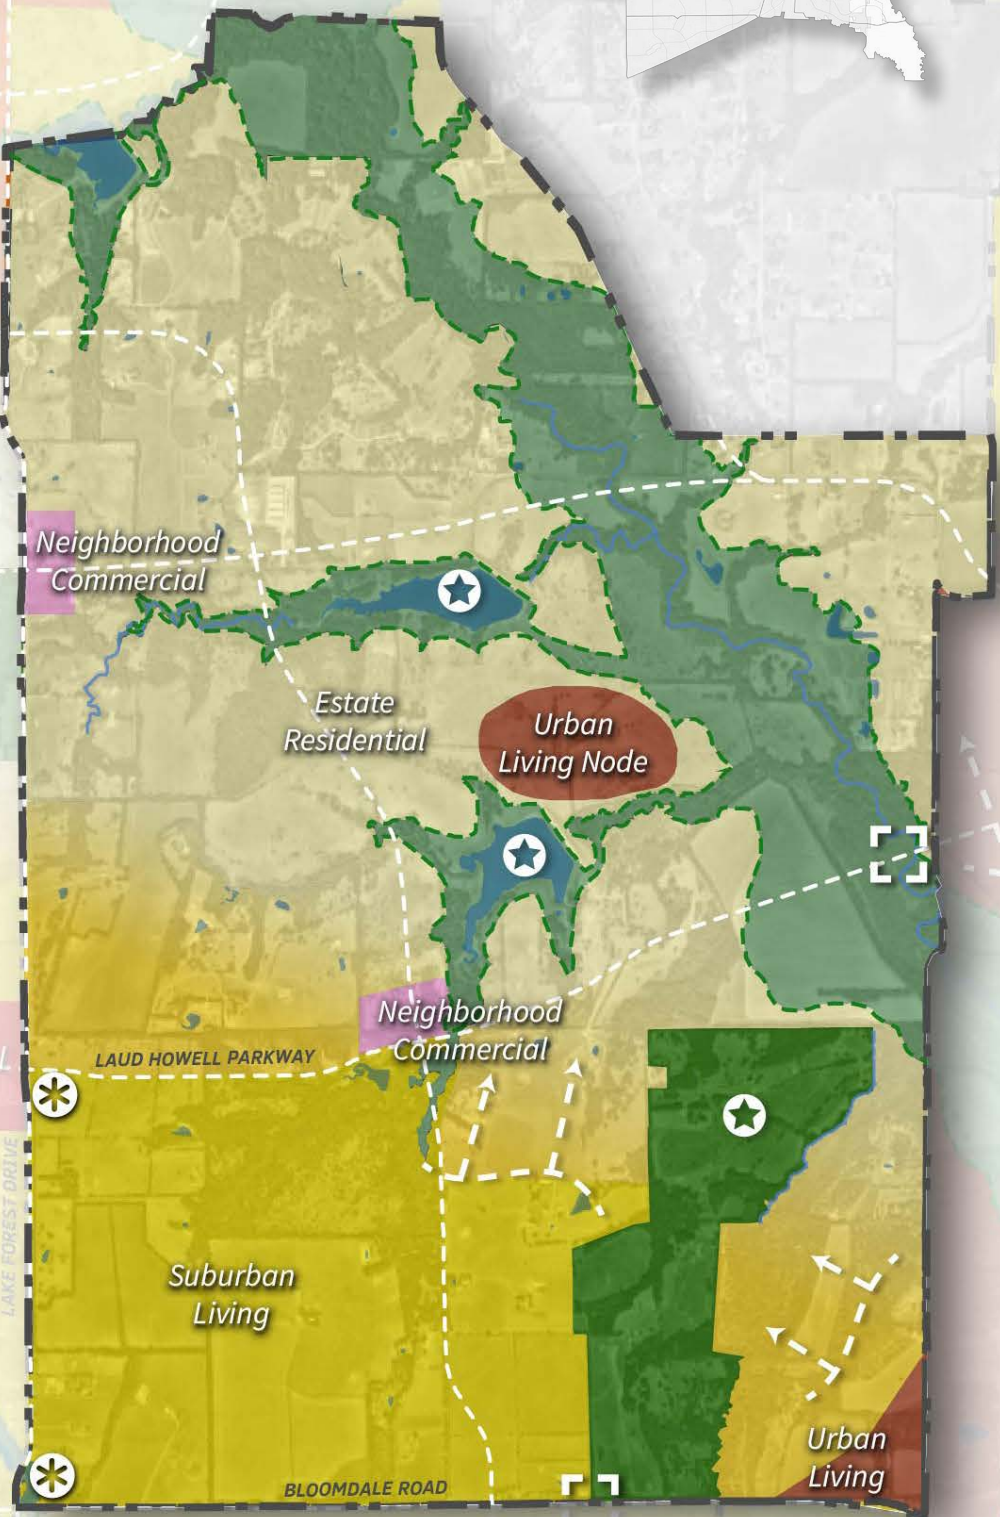 Neighborhood
Commercial
Estate
Residential
Urban
Living Node
Neighborhood
Commercial
LAUD HOWELL PARKWAY
L
LAKE FOREST DRIVE
Suburban
Living
Urban
Living
BLOOMDALE ROAD